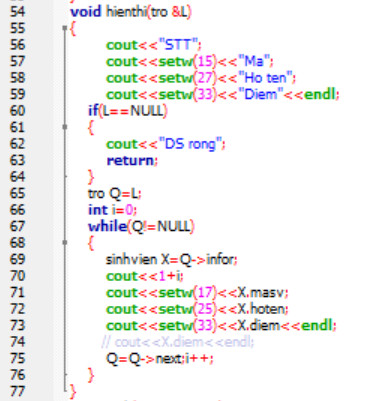 54 void hienthi(tro &L)
55 {
56 cout<<"STT";
57 cout<<setw(15)<<"Ma";
58 cout<<setw(27)<<"Ho ten";
59 cout<<setw(33)<<"Diem"<<endl;
60 if(L==NULL)
61 {
62 cout<<"DS rong";
63 return;
64 }
65 tro Q=L;
66 int i=0;
67 while(Q!=NULL)
68 {
69 sinhvien X=Q->infor;
70 cout<<1+i;
71 cout<<setw(17)<<X.masv;
72 cout<<setw(25)<<X.hoten;
73 cout<<setw(33)<<X.diem<<endl;
74 // cout<<X.diem<<endl;
75 Q=Q->next;i++;
76 }
77 }